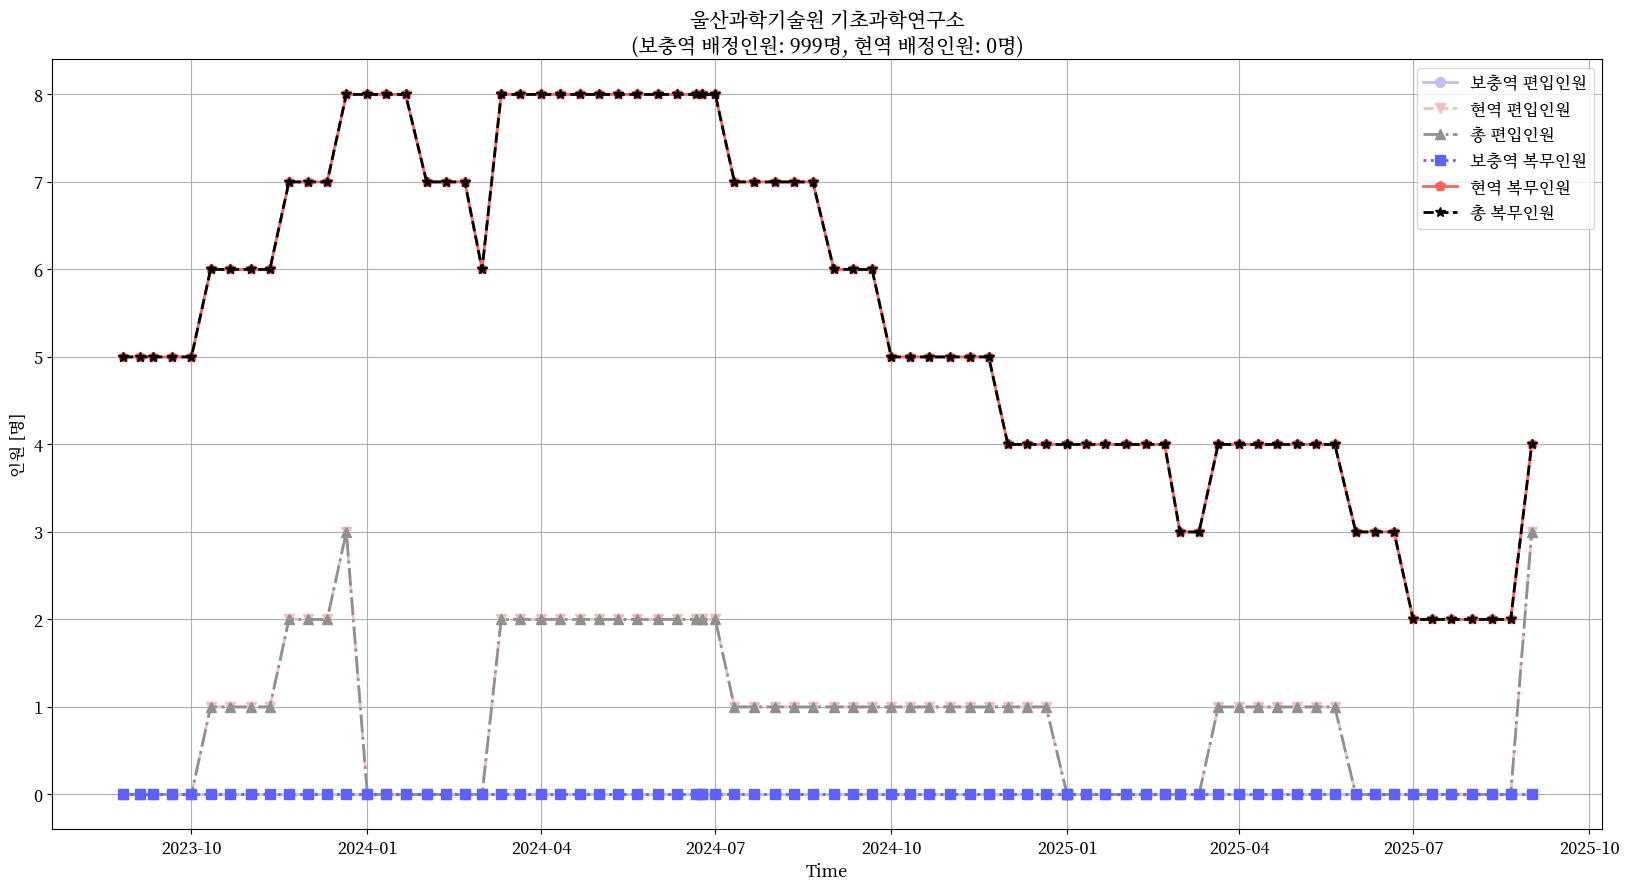 울산과학기술원 기초과학연구소
(보충역 배정인원: 999명, 현역 배정인원: 0명)
보충역 편입인원
현역 편입인원
총 편입인원
보충역 복무인원
현역 복무인원
총 복무인원
인원 [명]
8
7
6
5
4
3
2
1
0
2023-10
2024-01
2024-04
2024-07
2024-10
2025-01
2025-04
2025-07
2025-10
Time